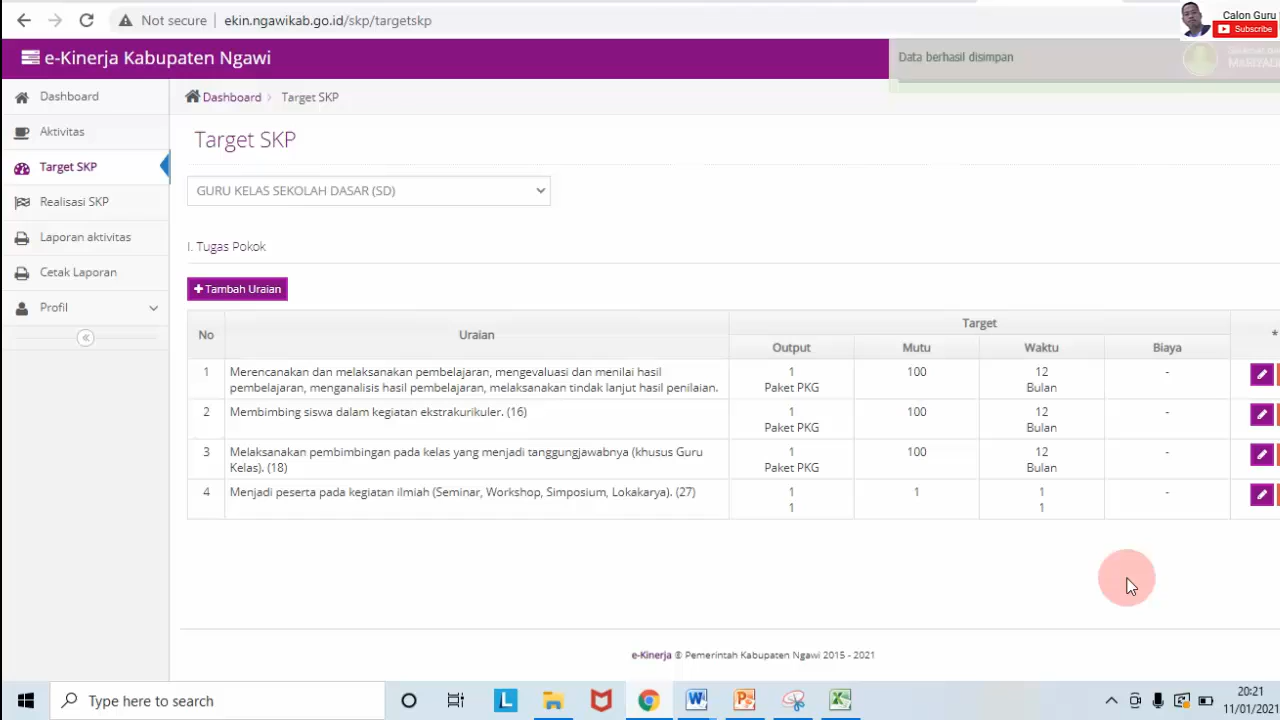 Not secure | ekin.ngawikab.go.id/skp/targetskp
Calon Guru
Subscribe
e-Kinerja Kabupaten Ngawi
Data berhasil disimpan
Dashboard
Dashboard › Target SKP
Aktivitas
Target SKP
Target SKP
Realisasi SKP
GURU KELAS SEKOLAH DASAR (SD)
Laporan aktivitas
I. Tugas Pokok
Cetak Laporan
+ Tambah Uraian
Profil
No Uraian Target *
Output Mutu Waktu Biaya
1 Merencanakan dan melaksanakan pembelajaran, mengevaluasi dan menilai hasil 1 100 12 -
pembelajaran, menganalisis hasil pembelajaran, melaksanakan tindak lanjut hasil penilaian. Paket PKG Bulan
2 Membimbing siswa dalam kegiatan ekstrakurikuler. (16) 1 100 12 -
Paket PKG Bulan
3 Melaksanakan pembimbingan pada kelas yang menjadi tanggungjawabnya (khusus Guru 1 100 12 -
Kelas). (18) Paket PKG Bulan
4 Menjadi peserta pada kegiatan ilmiah (Seminar, Workshop, Simposium, Lokakarya). (27) 1 1 1 -
1 1
e-Kinerja © Pemerintah Kabupaten Ngawi 2015 - 2021
Type here to search
20:21
11/01/2021